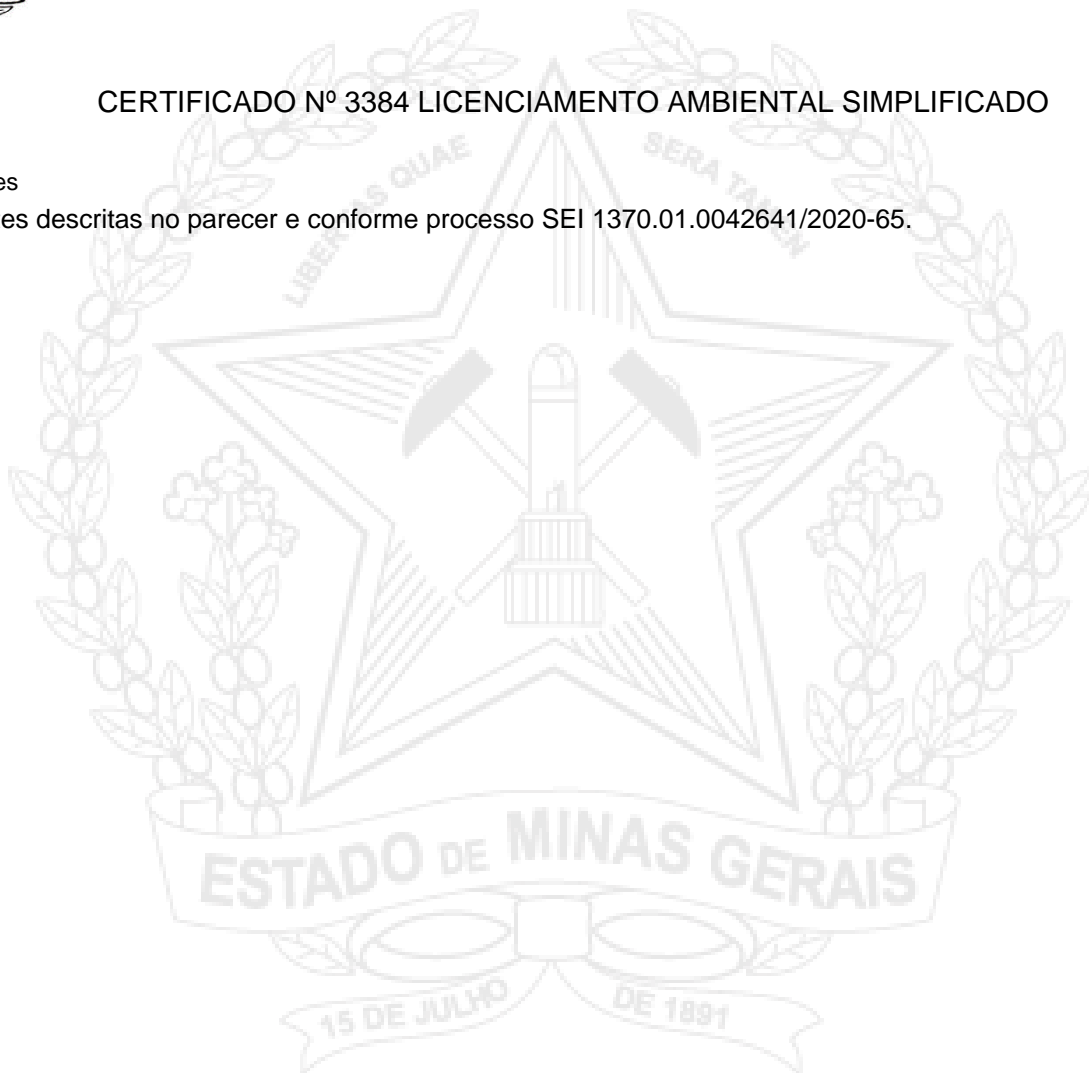 CERTIFICADO Nº 3384 LICENCIAMENTO AMBIENTAL SIMPLIFICADO
es
es descritas no parecer e conforme processo SEI 1370.01.0042641/2020-65.
LIBERTAS QUAE SERA TAMEN
ESTADO DE MINAS GERAIS
15 DE JULHO DE 1891